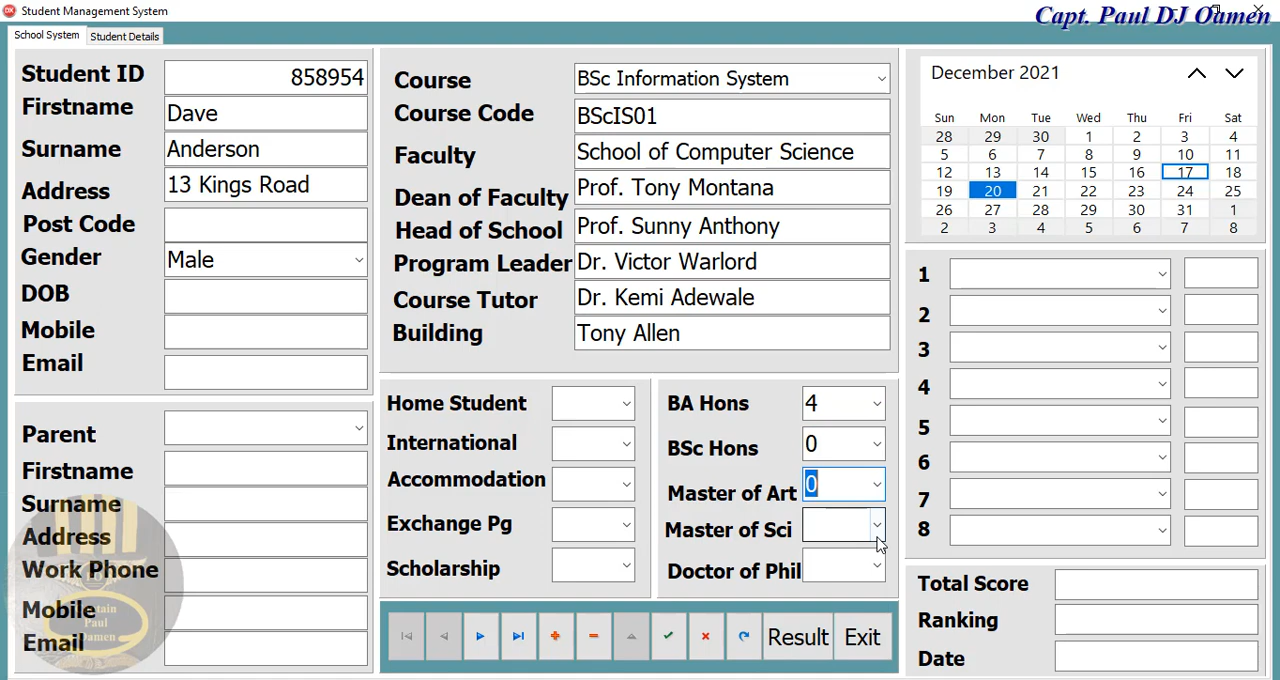 Student Management System
Capt. Paul DJ Oamen
School System
Student Details
Student ID 858954
Firstname Dave
Surname Anderson
Address 13 Kings Road
Post Code
Gender Male
DOB
Mobile
Email
Parent
Firstname
Surname
Address
Work Phone
Mobile
Email
Captain
Paul
Oamen
Course BSc Information System
Course Code BScIS01
Faculty School of Computer Science
Dean of Faculty Prof. Tony Montana
Head of School Prof. Sunny Anthony
Program Leader Dr. Victor Warlord
Course Tutor Dr. Kemi Adewale
Building Tony Allen
Home Student
International
Accommodation
Exchange Pg
Scholarship
BA Hons 4
BSc Hons 0
Master of Art 0
Master of Sci
Doctor of Phil
Result Exit
December 2021
Sun Mon Tue Wed Thu Fri Sat
28 29 30 1 2 3 4
5 6 7 8 9 10 11
12 13 14 15 16 17 18
19 20 21 22 23 24 25
26 27 28 29 30 31 1
2 3 4 5 6 7 8
1
2
3
4
5
6
7
8
Total Score
Ranking
Date